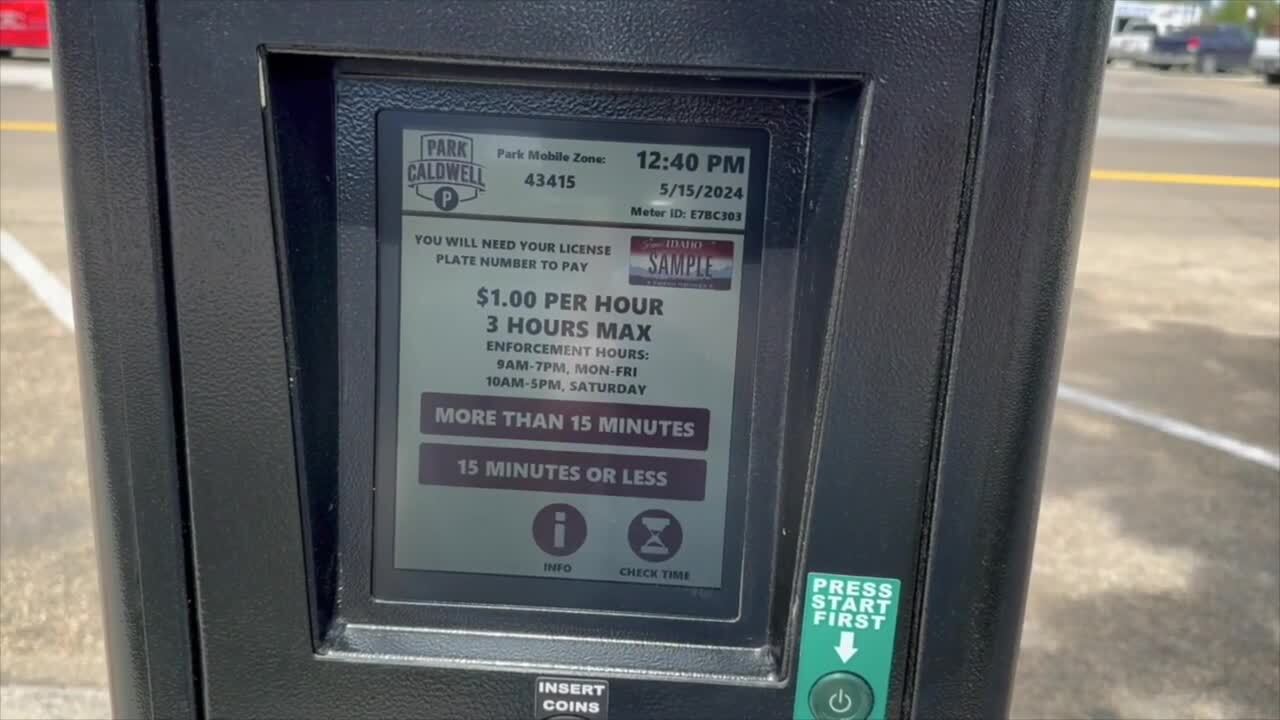 PARK
CALDWELL
P
Park Mobile Zone:
43415
12:40 PM
5/15/2024
Meter ID: E7BC303
YOU WILL NEED YOUR LICENSE
PLATE NUMBER TO PAY
IDAHO
SAMPLE
$1.00 PER HOUR
3 HOURS MAX
ENFORCEMENT HOURS:
9AM-7PM, MON-FRI
10AM-5PM, SATURDAY
MORE THAN 15 MINUTES
15 MINUTES OR LESS
INFO
CHECK TIME
PRESS
START
FIRST
INSERT
COINS